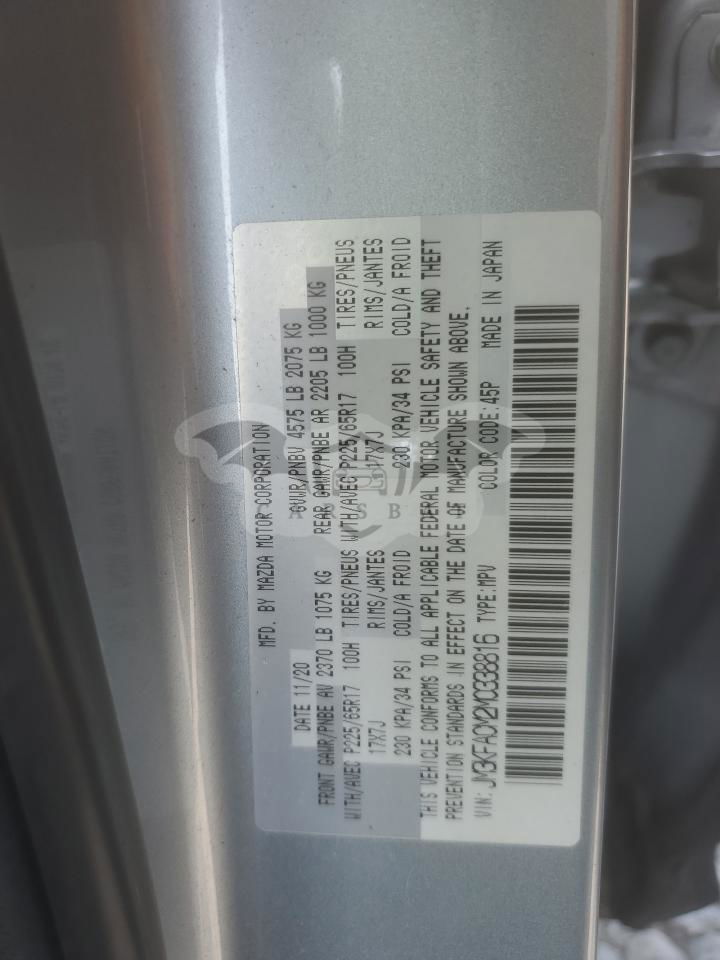 MFD. BY MAZDA MOTOR CORPORATION
DATE 11/20 GVWR/PNBV 4575 LB 2075 KG
FRONT GAWR/PNBE AV 2370 LB 1075 KG REAR GAWR/PNBE AR 2205 LB 1000 KG
WITH/AVEC P225/65R17 100H TIRES/PNEUS WITH/AVEC P225/65R17 100H TIRES/PNEUS
17X7J RIMS/JANTES 17X7J RIMS/JANTES
230 KPA/34 PSI COLD/A FROID 230 KPA/34 PSI COLD/A FROID
THIS VEHICLE CONFORMS TO ALL APPLICABLE FEDERAL MOTOR VEHICLE SAFETY AND THEFT
PREVENTION STANDARDS IN EFFECT ON THE DATE OF MANUFACTURE SHOWN ABOVE.
VIN: JM3KFACM2M0338816 TYPE:MPV COLOR CODE:45P MADE IN JAPAN